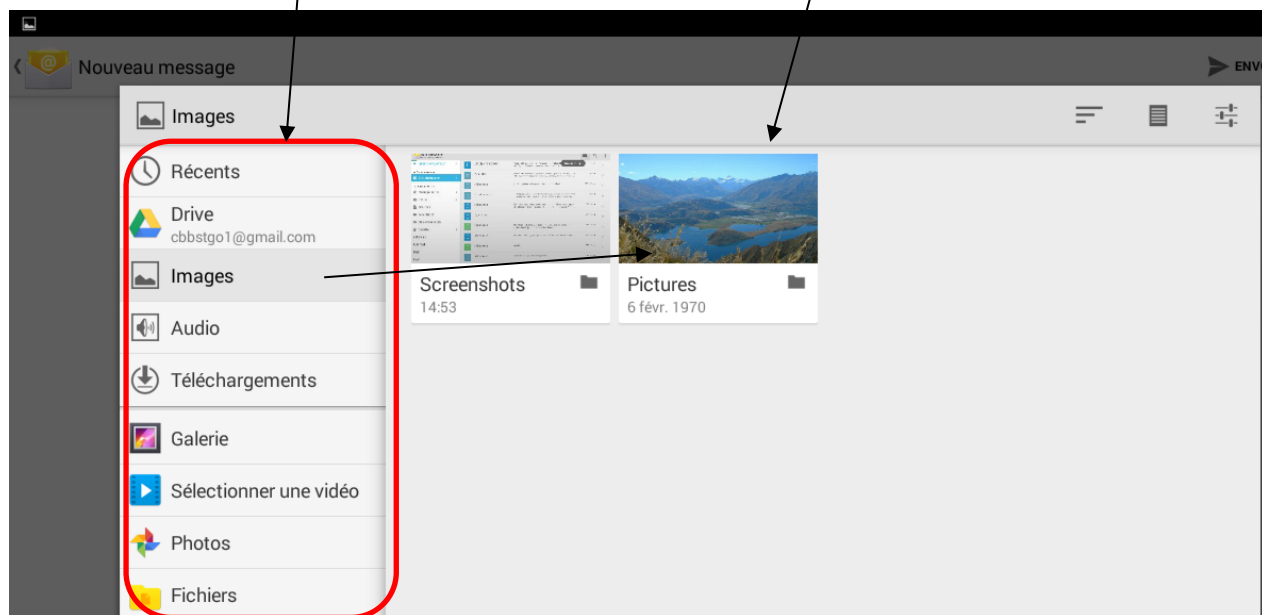 Nouveau message
ENV
Images
Récents
Drive
cbbstgo1@gmail.com
Images
Audio
Téléchargements
Galerie
Sélectionner une vidéo
Photos
Fichiers
Screenshots
14:53
Pictures
6 févr. 1970